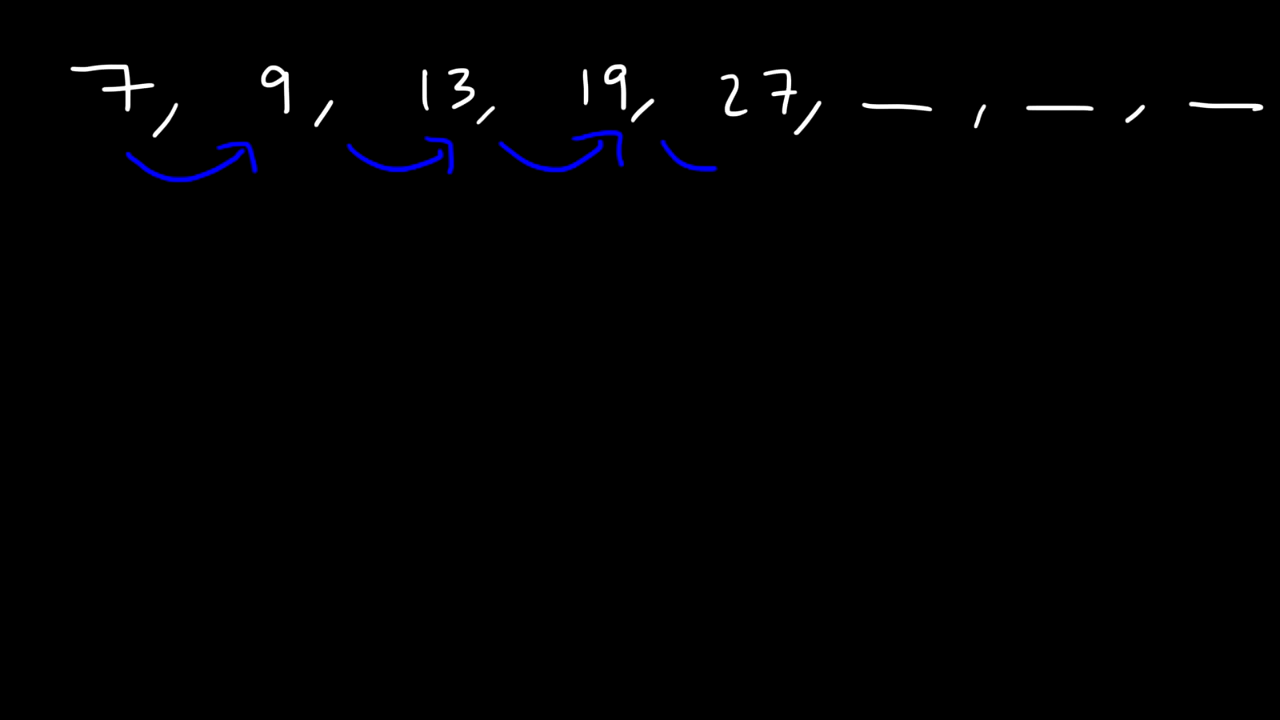 7, 9, 13, 19, 27, __, __, __